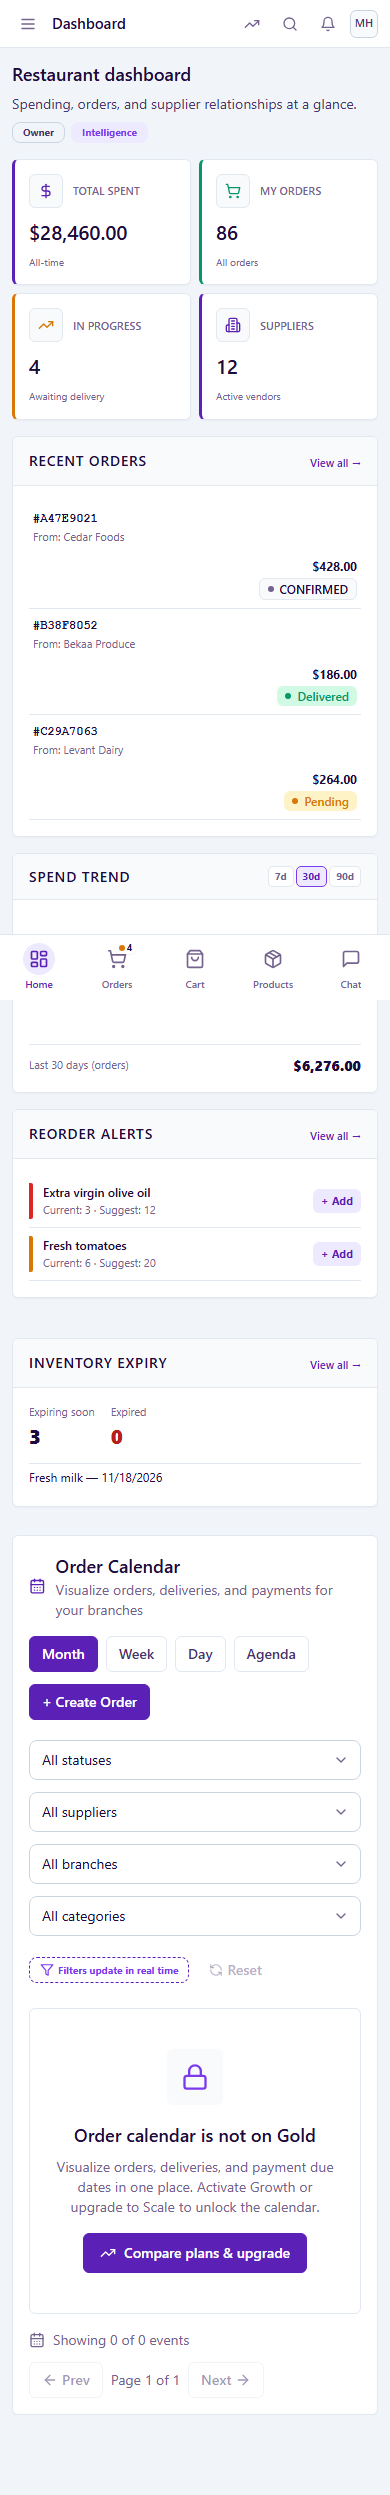 Dashboard
MH
Restaurant dashboard
Spending, orders, and supplier relationships at a glance.
Owner
Intelligence
TOTAL SPENT
$28,460.00
All-time
MY ORDERS
86
All orders
IN PROGRESS
4
Awaiting delivery
SUPPLIERS
12
Active vendors
RECENT ORDERS
View all →
#A47E9021
From: Cedar Foods
$428.00
CONFIRMED
#B38F8052
From: Bekaa Produce
$186.00
Delivered
#C29A7063
From: Levant Dairy
$264.00
Pending
SPEND TREND
7d
30d
90d
4
Home
Orders
Cart
Products
Chat
Last 30 days (orders)
$6,276.00
REORDER ALERTS
View all →
Extra virgin olive oil
Current: 3 · Suggest: 12
+ Add
Fresh tomatoes
Current: 6 · Suggest: 20
+ Add
INVENTORY EXPIRY
View all →
Expiring soon
3
Expired
0
Fresh milk — 11/18/2026
Order Calendar
Visualize orders, deliveries, and payments for
your branches
Month
Week
Day
Agenda
+ Create Order
All statuses
All suppliers
All branches
All categories
Filters update in real time
Reset
Order calendar is not on Gold
Visualize orders, deliveries, and payment due
dates in one place. Activate Growth or
upgrade to Scale to unlock the calendar.
Compare plans & upgrade
Showing 0 of 0 events
← Prev
Page 1 of 1
Next →